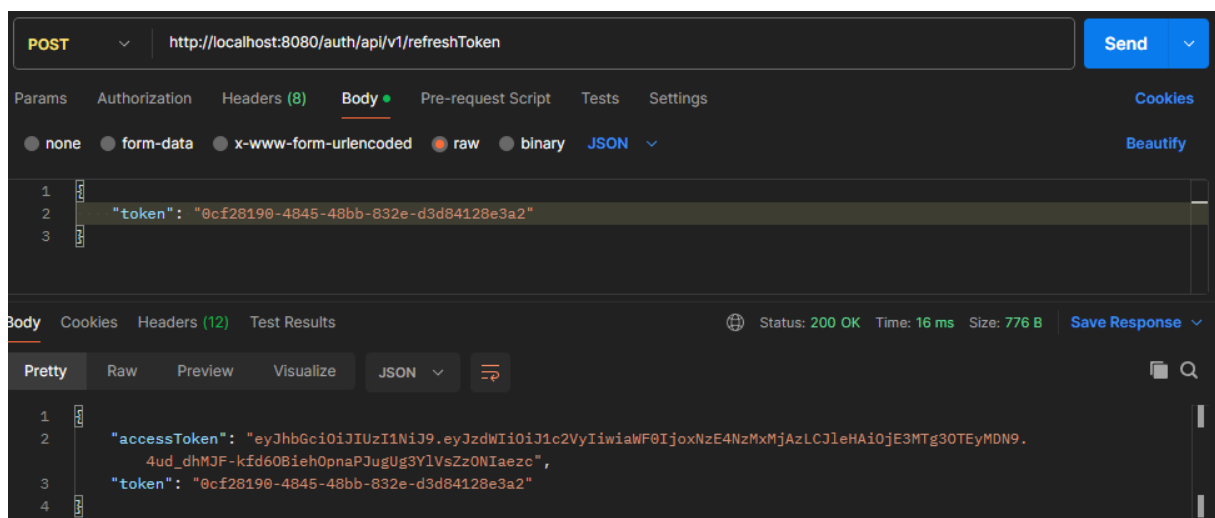 POST http://localhost:8080/auth/api/v1/refreshToken Send
Params Authorization Headers (8) Body Pre-request Script Tests Settings Cookies
none form-data x-www-form-urlencoded raw binary JSON Beautify
1 {
2 "token": "0cf28190-4845-48bb-832e-d3d84128e3a2"
3 }
Body Cookies Headers (12) Test Results Status: 200 OK Time: 16 ms Size: 776 B Save Response
Pretty Raw Preview Visualize JSON
1 {
2 "accessToken": "eyJhbGciOiJIUzI1NiJ9.eyJzdWIiOiJ1c2VyIiwiaWF0IjoxNzE4NzMxMjAzLCJleHAiOjE3MTg3OTEyMDN9.
4ud_dhMJF-kfd6OBiehOpnaPJugUg3YlVsZzONIaezc",
3 "token": "0cf28190-4845-48bb-832e-d3d84128e3a2"
4 }